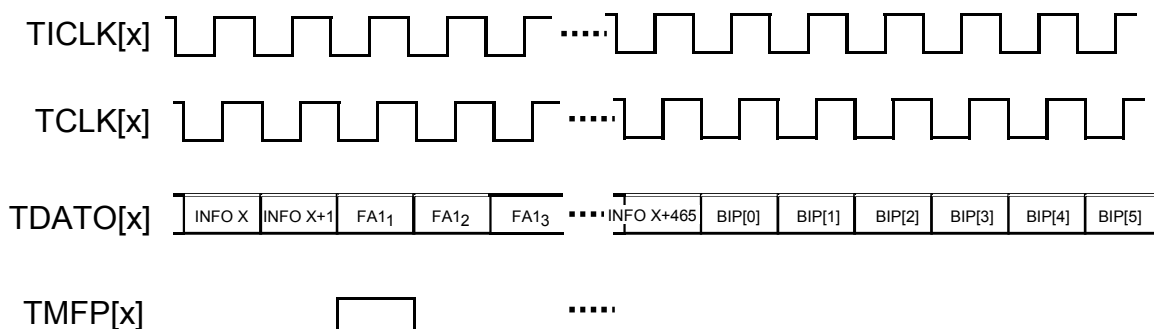 TICLK[x]
TCLK[x]
TDATO[x] INFO X INFO X+1 FA11 FA12 FA13 INFO X+465 BIP[0] BIP[1] BIP[2] BIP[3] BIP[4] BIP[5]
TMFP[x]